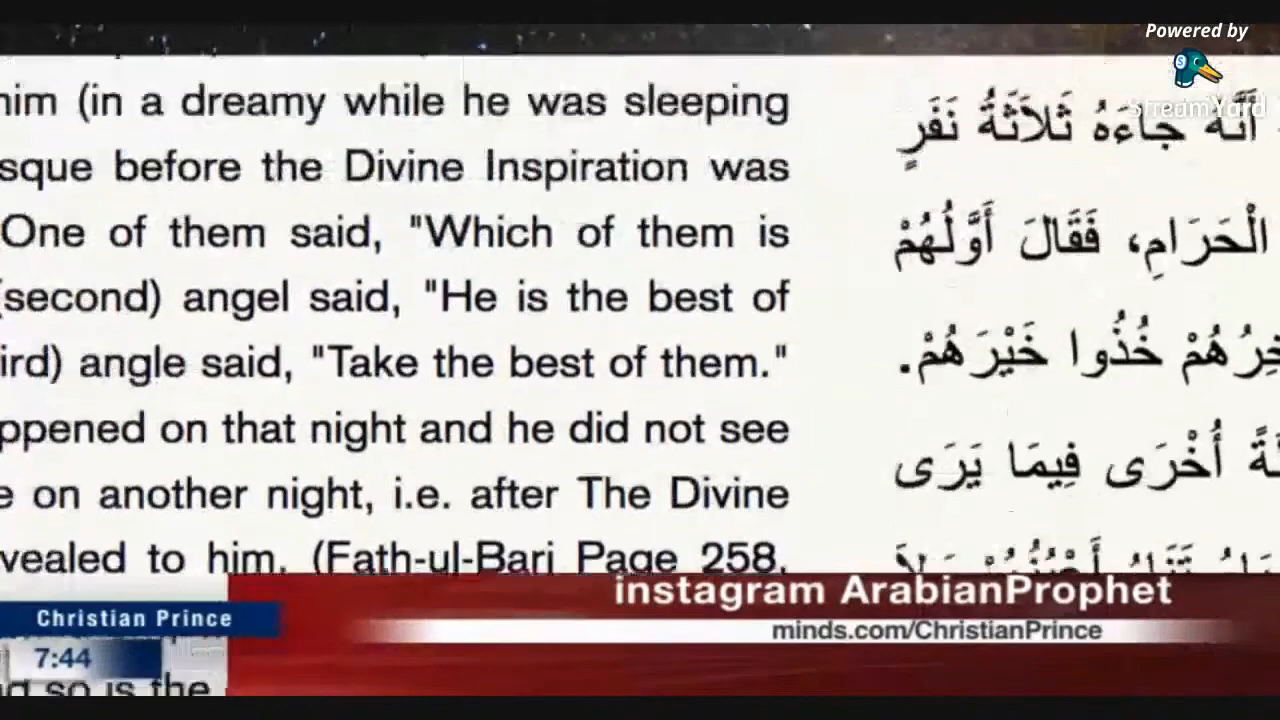 Powered by
StreamYard
him (in a dreamy while he was sleeping
sque before the Divine Inspiration was
One of them said, "Which of them is
(second) angel said, "He is the best of
ird) angle said, "Take the best of them."
ppened on that night and he did not see
e on another night, i.e. after The Divine
vealed to him. (Fath-ul-Bari Page 258,
أَنَّهُ جَاءَهُ ثَلاَثَةُ نَفَرٍ
الْحَرَامِ، فَقَالَ أَوَّلُهُمْ
خِرُهُمْ خُذُوا خَيْرَهُمْ.
لَةً أُخْرَى فِيمَا يَرَى
instagram ArabianProphet
minds.com/ChristianPrince
Christian Prince
7:44
so is the